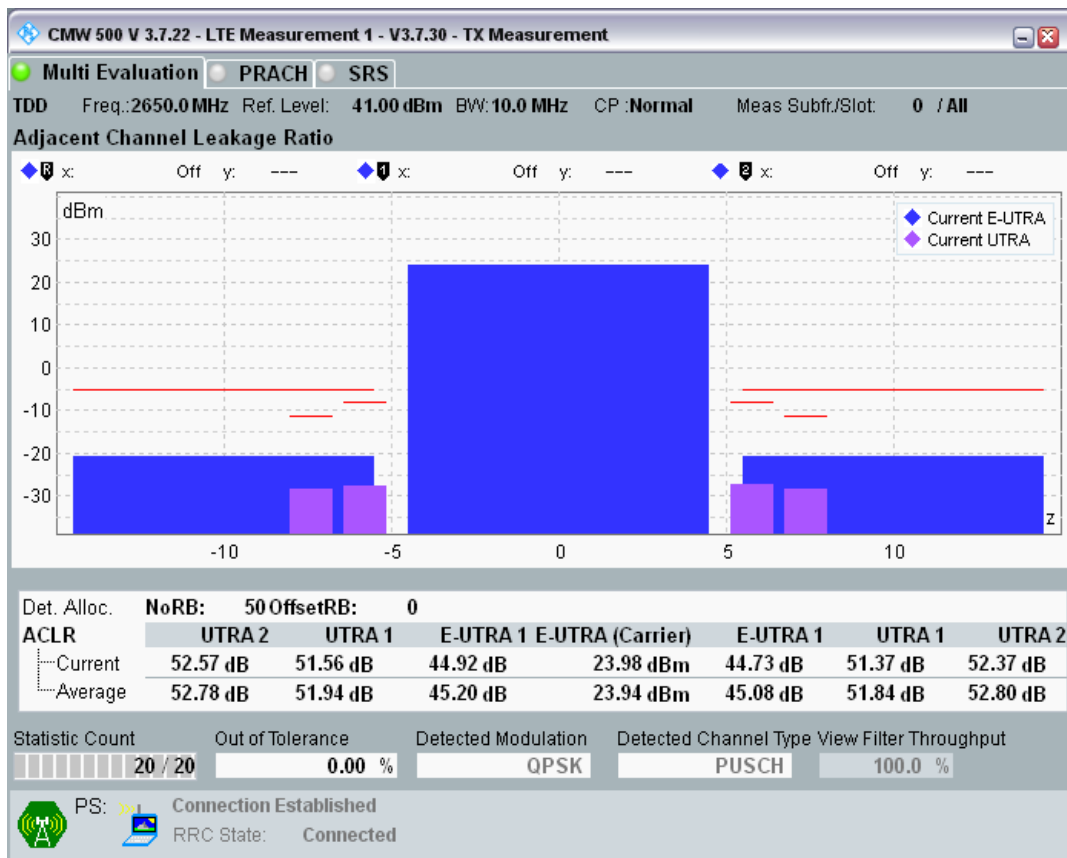 CMW 500 V 3.7.22 - LTE Measurement 1 - V3.7.30 - TX Measurement
Multi Evaluation PRACH SRS
TDD Freq.:2650.0 MHz Ref. Level: 41.00 dBm BW:10.0 MHz CP :Normal Meas Subfr./Slot: 0 / All
Adjacent Channel Leakage Ratio
R x: Off y: --- 1 x: Off y: --- 2 x: Off y: ---
dBm
Current E-UTRA
Current UTRA
30
20
10
0
-10
-20
-30
z
-10 -5 0 5 10
Det. Alloc. NoRB: 50 OffsetRB: 0
ACLR UTRA 2 UTRA 1 E-UTRA 1 E-UTRA (Carrier) E-UTRA 1 UTRA 1 UTRA 2
Current 52.57 dB 51.56 dB 44.92 dB 23.98 dBm 44.73 dB 51.37 dB 52.37 dB
Average 52.78 dB 51.94 dB 45.20 dB 23.94 dBm 45.08 dB 51.84 dB 52.80 dB
Statistic Count Out of Tolerance Detected Modulation Detected Channel Type View Filter Throughput
20 / 20 0.00 % QPSK PUSCH 100.0 %
PS: Connection Established
RRC State: Connected